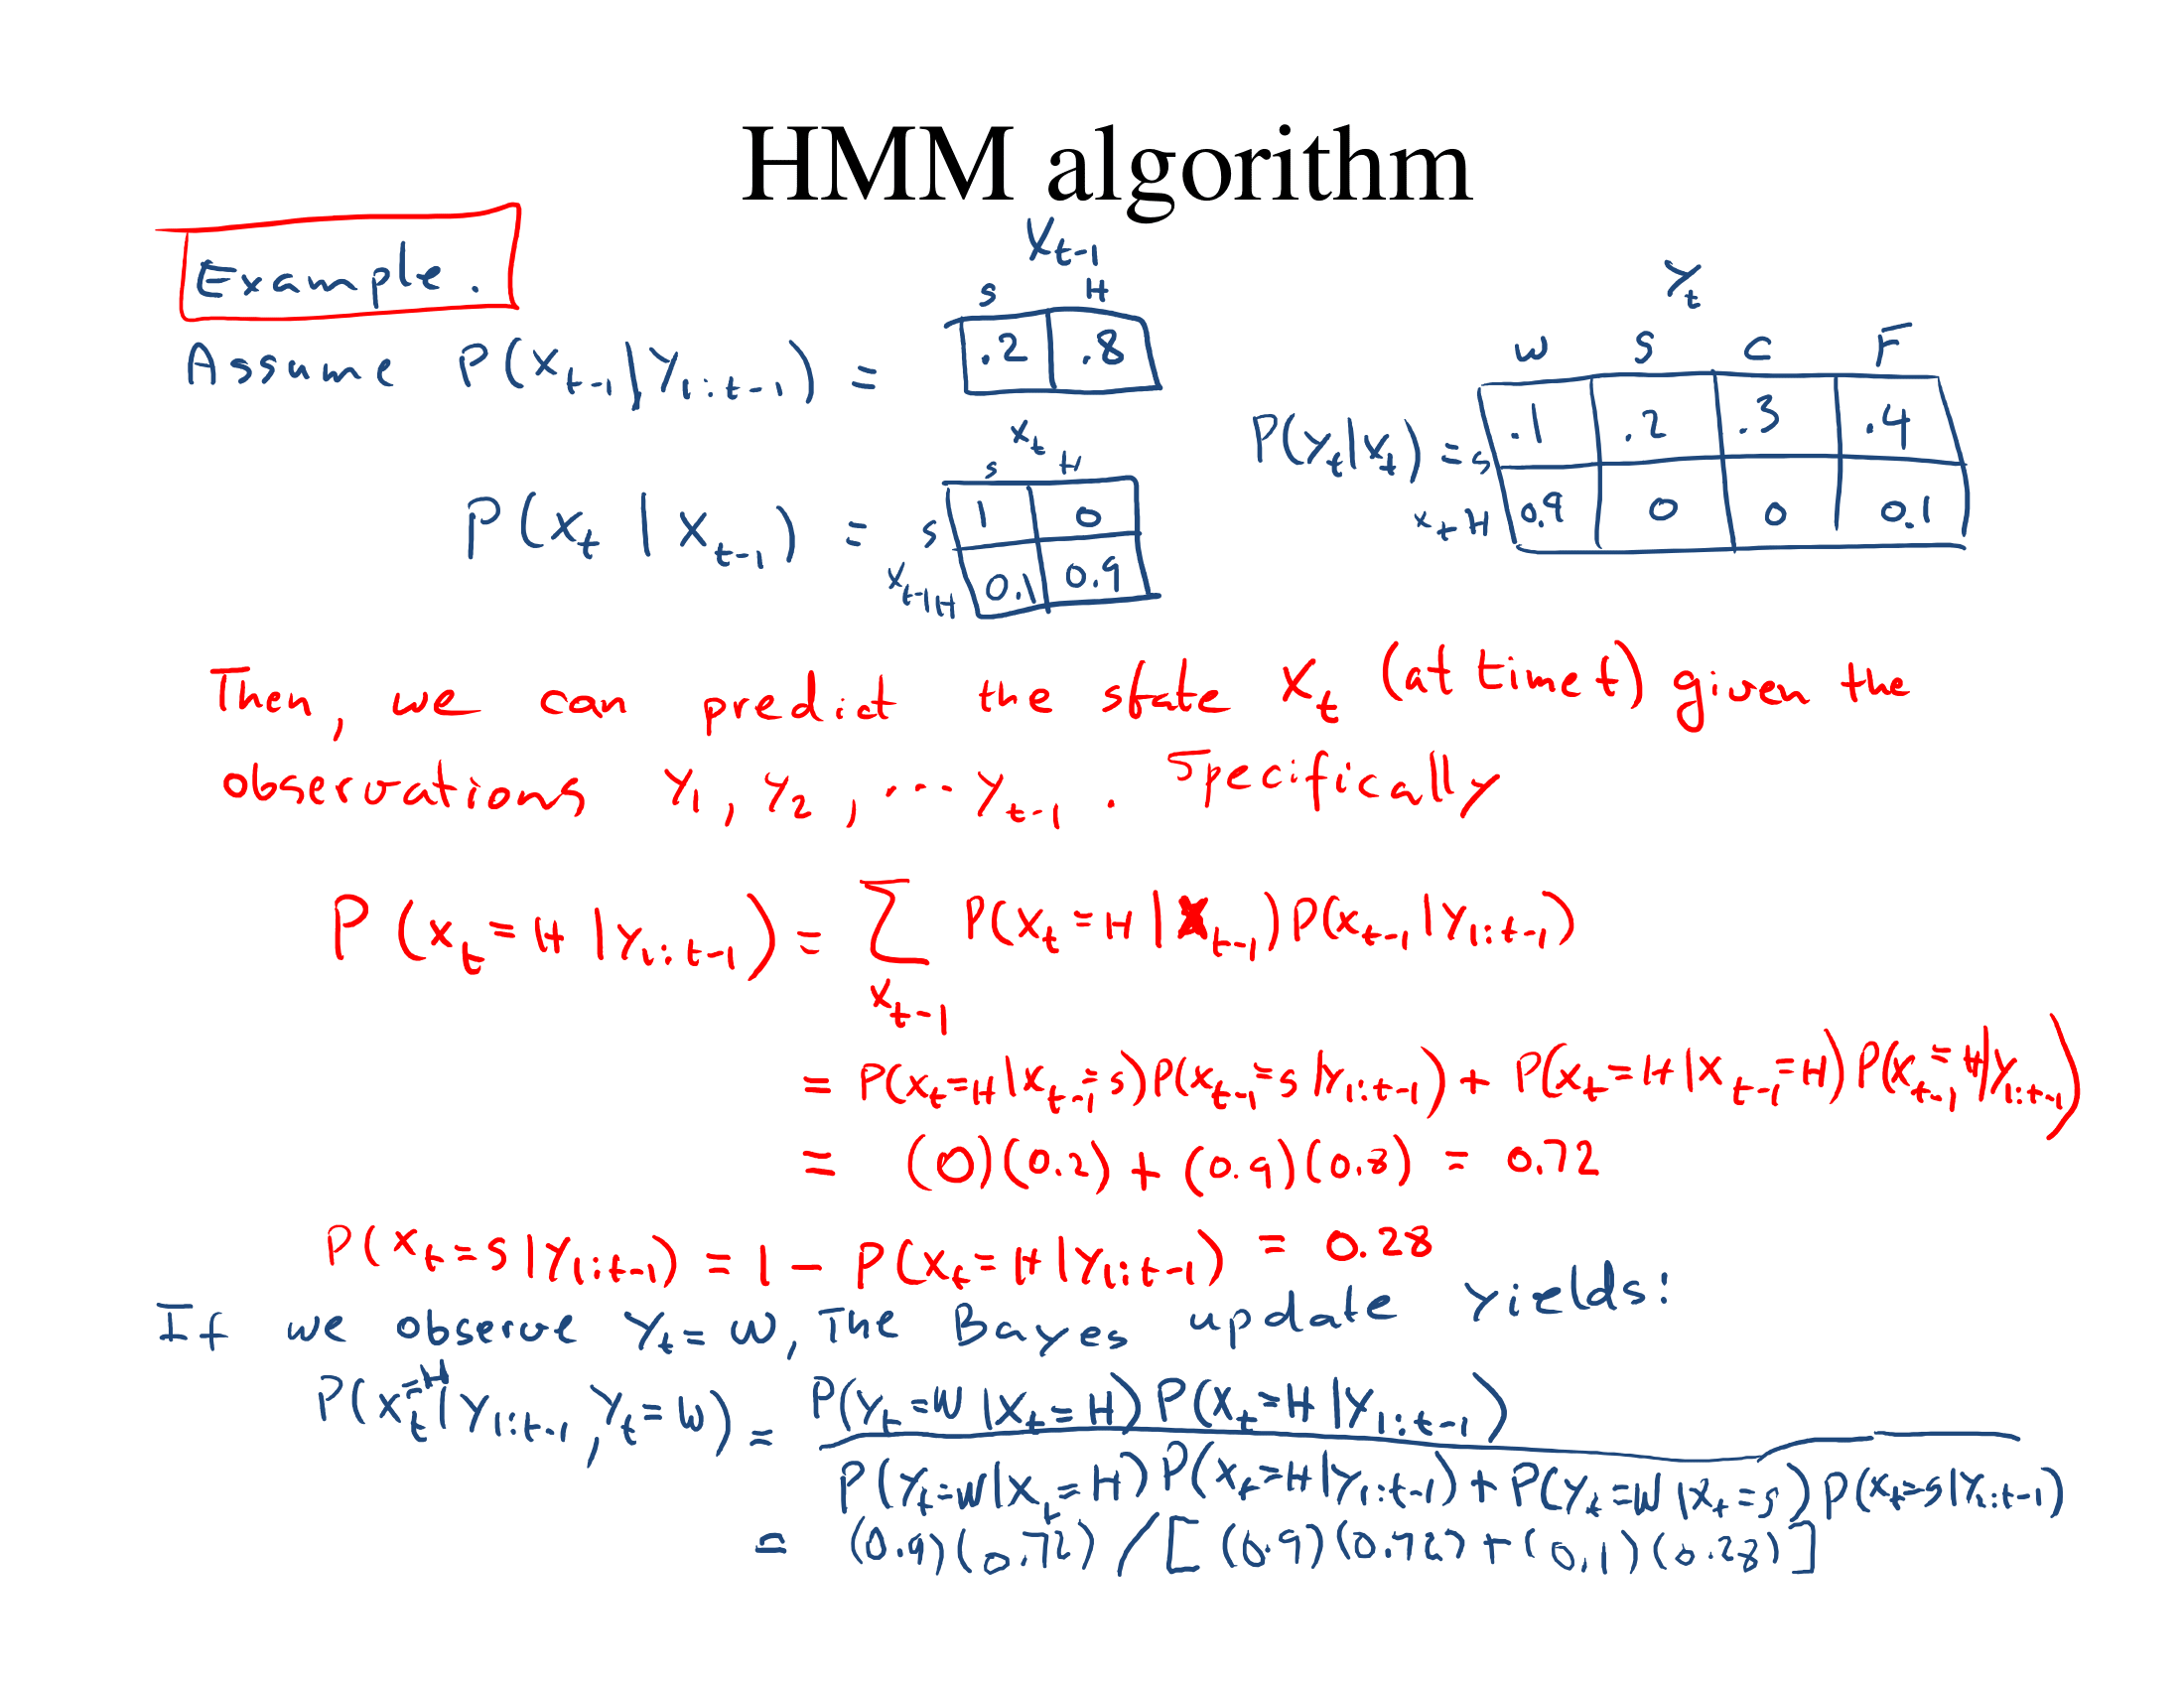 HMM algorithm
Example.
X_{t-1}
S H
Assume P(X_{t-1}|Y_{1:t-1}) = .2 .8
X_t
S H
P(X_t | X_{t-1}) = S 1 0
X_{t-1} H 0.1 0.9
Y_t
W S C F
P(Y_t|X_t) = S .1 .2 .3 .4
X_t H 0.9 0 0 0.1
Then, we can predict the state X_t (at time t) given the
observations Y_1, Y_2, ... Y_{t-1}. Specifically
P(X_t = H | Y_{1:t-1}) = Σ_{X_{t-1}} P(X_t = H | X_{t-1}) P(X_{t-1} | Y_{1:t-1})
= P(X_t = H | X_{t-1} = S) P(X_{t-1} = S | Y_{1:t-1}) + P(X_t = H | X_{t-1} = H) P(X_{t-1} = H | Y_{1:t-1})
= (0)(0.2) + (0.9)(0.8) = 0.72
P(X_t = S | Y_{1:t-1}) = 1 - P(X_t = H | Y_{1:t-1}) = 0.28
If we observe Y_t = W, The Bayes update yields:
P(X_t = H | Y_{1:t-1}, Y_t = W) = P(Y_t = W | X_t = H) P(X_t = H | Y_{1:t-1})
P(Y_t = W | X_t = H) P(X_t = H | Y_{1:t-1}) + P(Y_t = W | X_t = S) P(X_t = S | Y_{1:t-1})
= (0.9)(0.72) / [(0.9)(0.72) + (0.1)(0.28)]